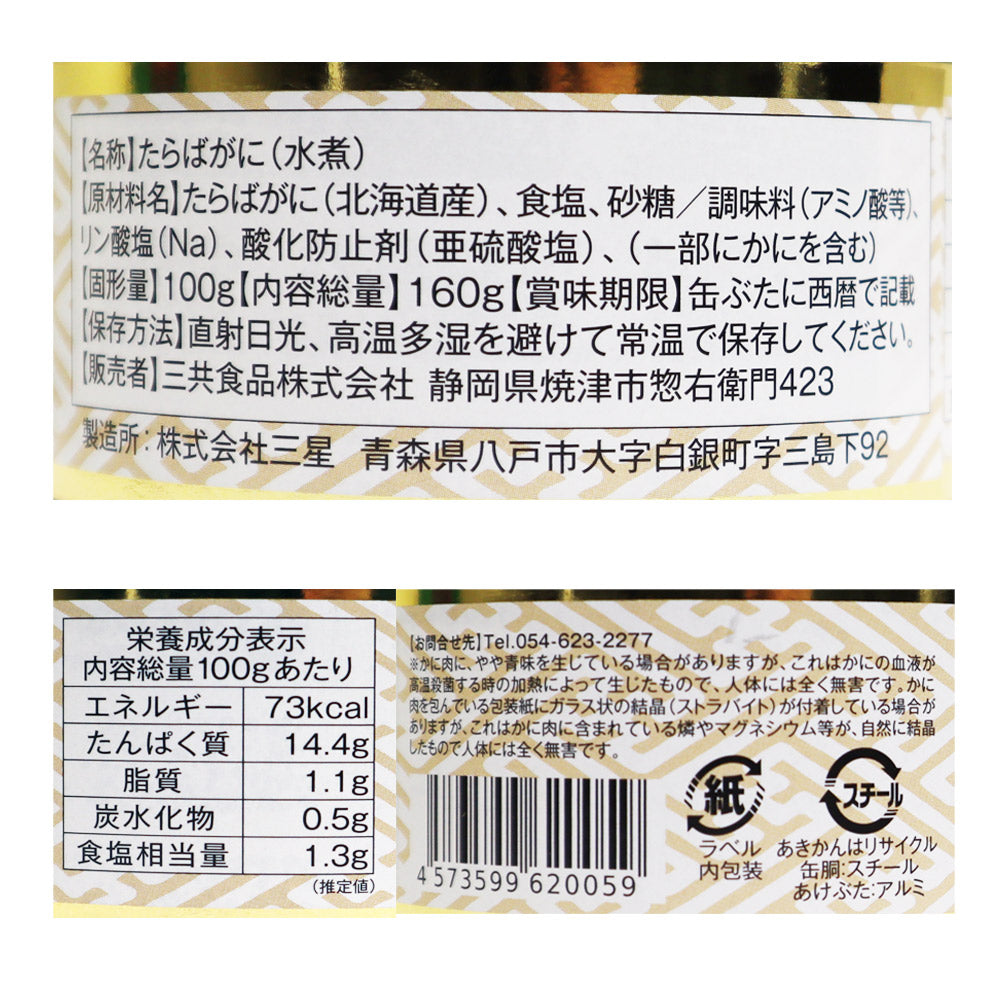 【名称】たらばがに(水煮)
【原材料名】たらばがに(北海道産)、食塩、砂糖/調味料(アミノ酸等)、
リン酸塩(Na)、酸化防止剤(亜硫酸塩)、(一部にかにを含む)
【固形量】100g【内容総量】160g【賞味期限】缶ぶたに西暦で記載
【保存方法】直射日光、高温多湿を避けて常温で保存してください。
【販売者】三共食品株式会社 静岡県焼津市惣右衛門423
製造所:株式会社三星 青森県八戸市大字白銀町字三島下92
栄養成分表示
内容総量100gあたり
エネルギー 73kcal
たんぱく質 14.4g
脂質 1.1g
炭水化物 0.5g
食塩相当量 1.3g
(推定値)
【お問合せ先】Tel.054-623-2277
※かに肉に、やや青味を生じている場合がありますが、これはかにの血液が
高温殺菌する時の加熱によって生じたもので、人体には全く無害です。かに
肉を包んでいる包装紙にガラス状の結晶(ストラバイト)が付着している場合が
ありますが、これはかに肉に含まれている燐やマグネシウム等が、自然に結晶
したもので人体には全く無害です。
4 573599 620059
紙
ラベル
内包装
スチール
あきかんはリサイクル
缶胴:スチール
あけぶた:アルミ